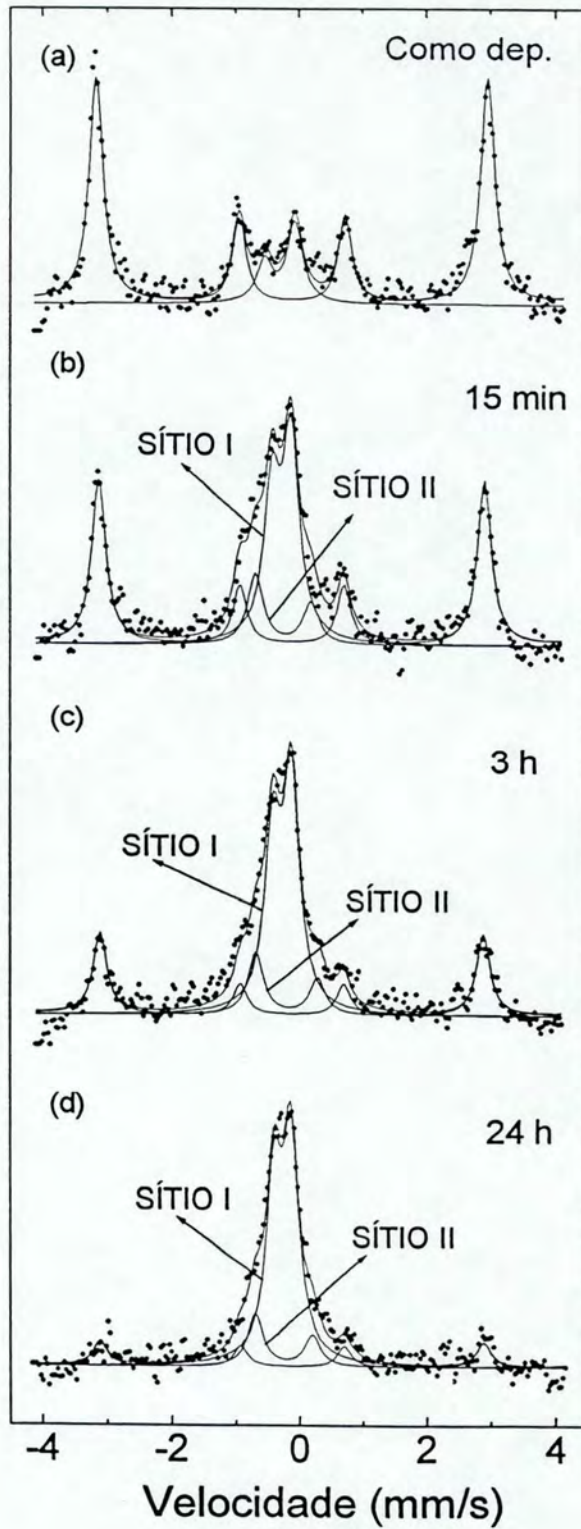 (a)
Como dep.
(b)
15 min
SÍTIO I
SÍTIO II
(c)
3 h
SÍTIO I
SÍTIO II
(d)
24 h
SÍTIO I
SÍTIO II
-4 -2 0 2 4
Velocidade (mm/s)